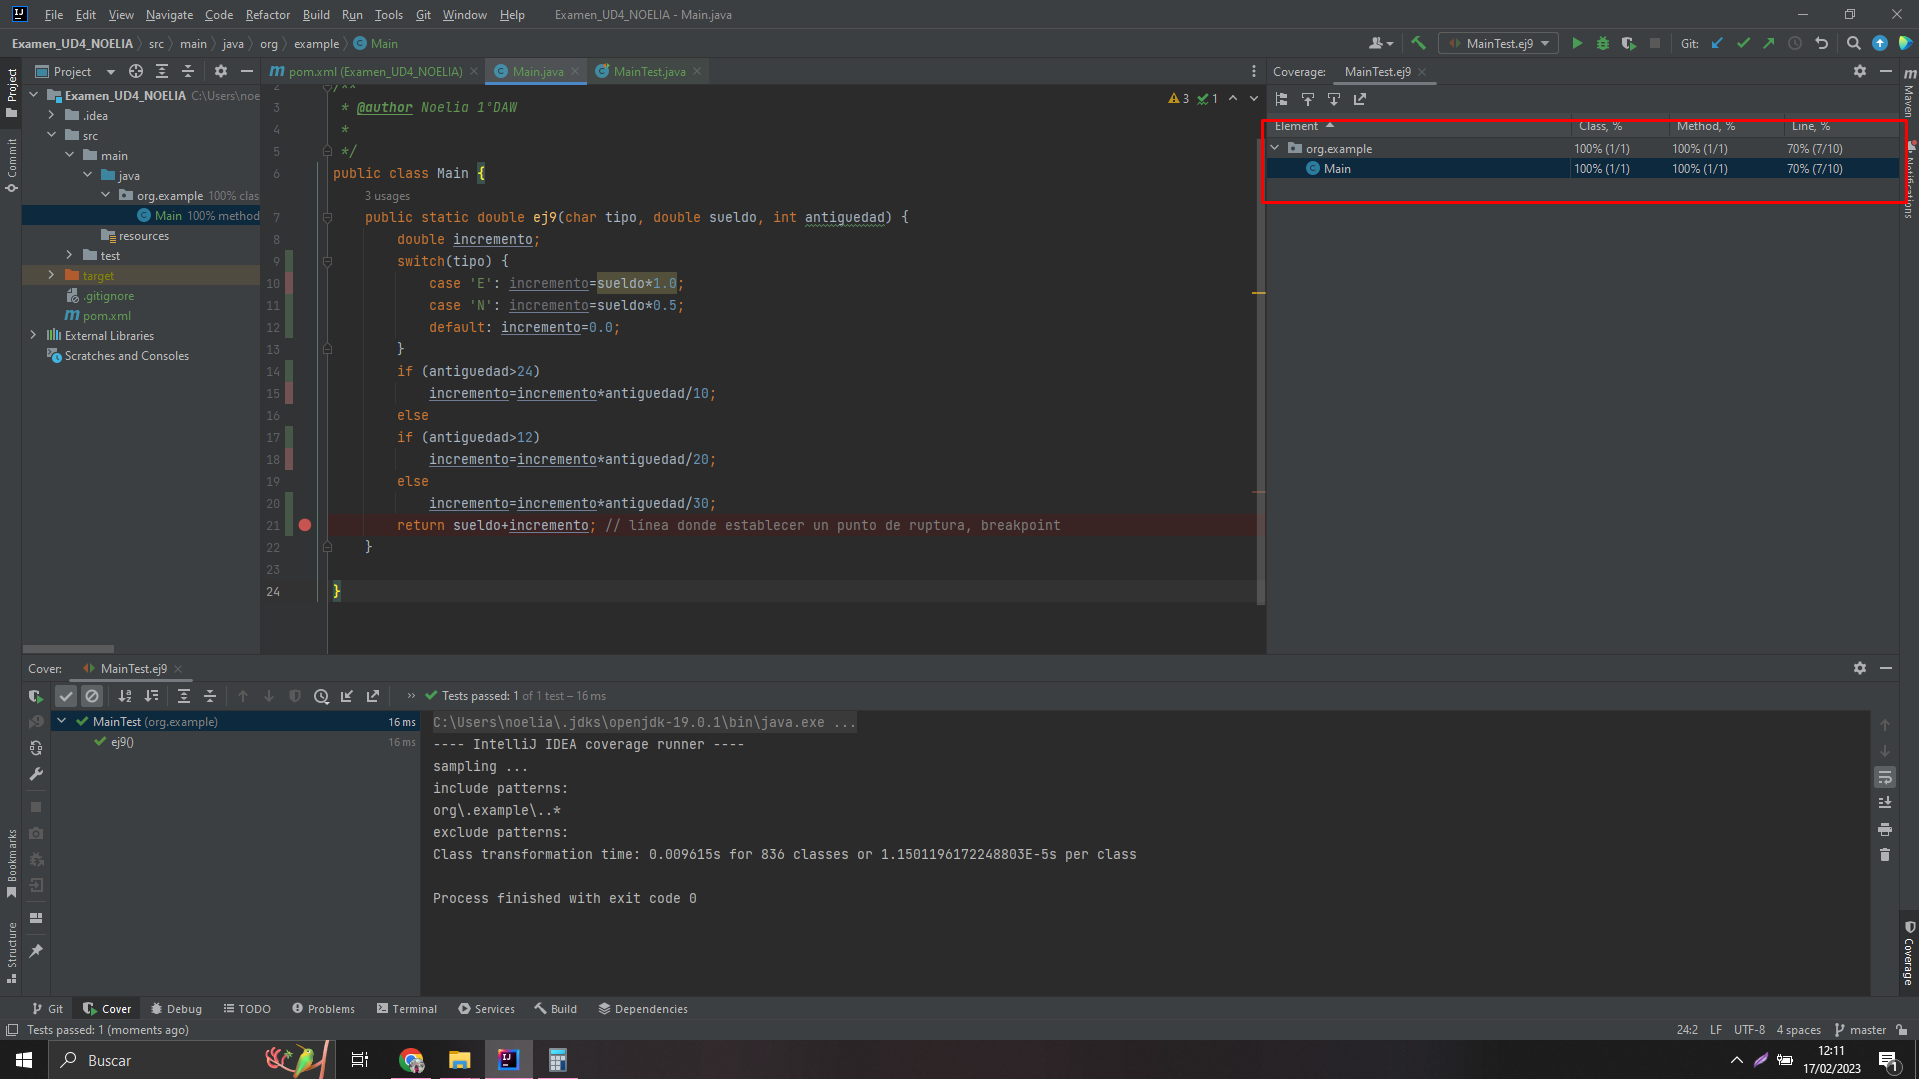 File Edit View Navigate Code Refactor Build Run Tools Git Window Help Examen_UD4_NOELIA - Main.java
Examen_UD4_NOELIA src main java org example Main MainTest.ej9 Git:
Project pom.xml (Examen_UD4_NOELIA) Main.java MainTest.java Coverage: MainTest.ej9
Project
Commit
Examen_UD4_NOELIA C:\Users\noe
.idea
src
main
java
org.example 100% clas
Main 100% method
resources
test
target
.gitignore
pom.xml
External Libraries
Scratches and Consoles
3 1
2 /**
3 * @author Noelia 1ºDAW
4 *
5 */
6 public class Main {
3 usages
7 public static double ej9(char tipo, double sueldo, int antiguedad) {
8 double incremento;
9 switch(tipo) {
10 case 'E': incremento=sueldo*1.0;
11 case 'N': incremento=sueldo*0.5;
12 default: incremento=0.0;
13 }
14 if (antiguedad>24)
15 incremento=incremento*antiguedad/10;
16 else
17 if (antiguedad>12)
18 incremento=incremento*antiguedad/20;
19 else
20 incremento=incremento*antiguedad/30;
21 return sueldo+incremento; // línea donde establecer un punto de ruptura, breakpoint
22 }
23
24 }
Element Class, % Method, % Line, %
org.example 100% (1/1) 100% (1/1) 70% (7/10)
Main 100% (1/1) 100% (1/1) 70% (7/10)
Maven
Notifications
Cover: MainTest.ej9
Tests passed: 1 of 1 test – 16 ms
MainTest (org.example) 16 ms
ej9() 16 ms
C:\Users\noelia\.jdks\openjdk-19.0.1\bin\java.exe ...
---- IntelliJ IDEA coverage runner ----
sampling ...
include patterns:
org\.example\..*
exclude patterns:
Class transformation time: 0.009615s for 836 classes or 1.1501196172248803E-5s per class
Process finished with exit code 0
Bookmarks
Structure
Coverage
Git Cover Debug TODO Problems Terminal Services Build Dependencies
Tests passed: 1 (moments ago) 24:2 LF UTF-8 4 spaces master
Buscar
12:11
17/02/2023
1